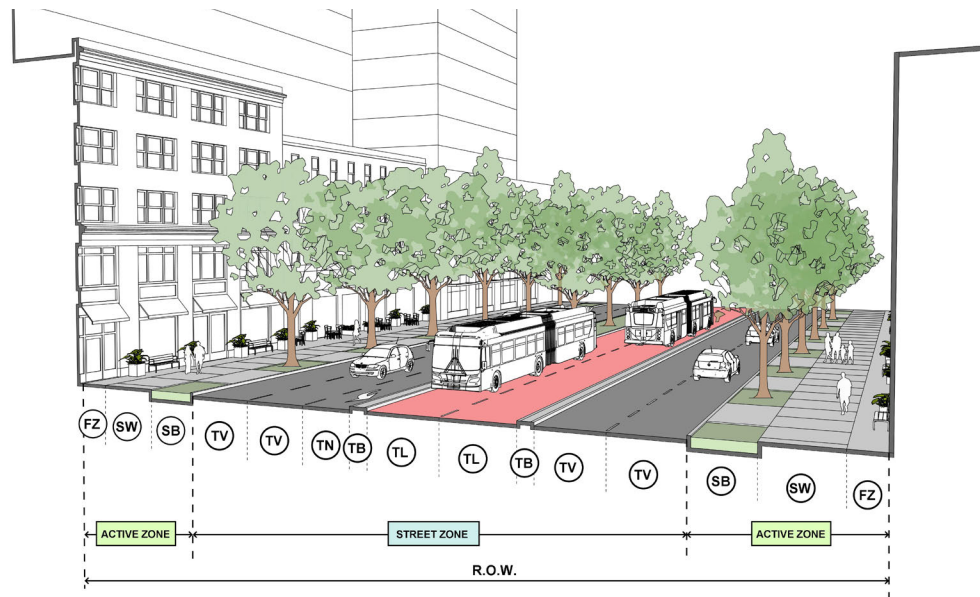 FZ SW SB TV TV TN TB TL TL TB TV TV SB SW FZ
ACTIVE ZONE STREET ZONE ACTIVE ZONE
R.O.W.